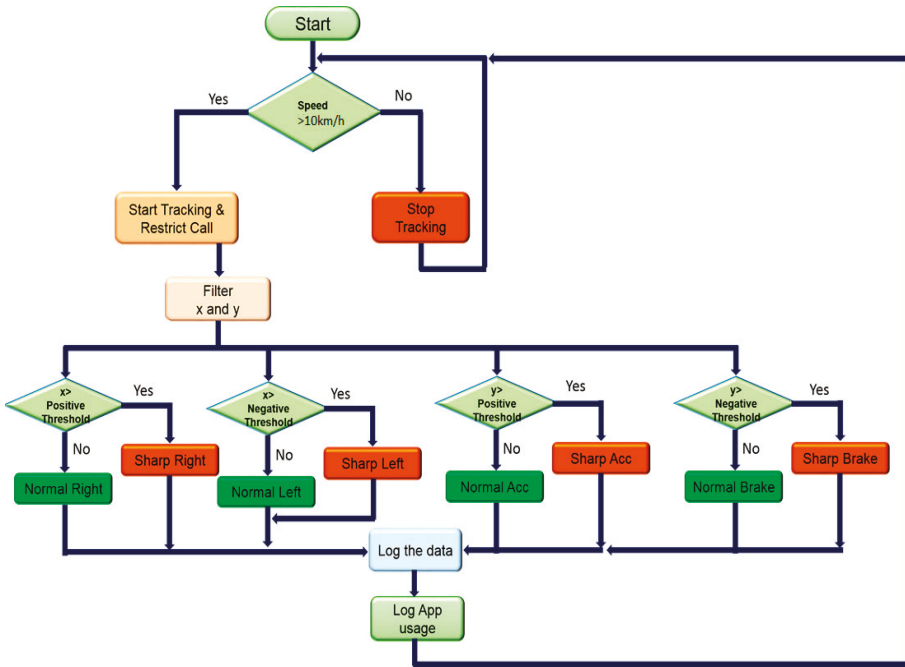 Start
Yes
Speed
>10km/h
No
Start Tracking &
Restrict Call
Stop
Tracking
Filter
x and y
x>
Positive
Threshold
Yes
No
Sharp Right
Normal Right
x>
Negative
Threshold
Yes
No
Sharp Left
Normal Left
y>
Positive
Threshold
Yes
No
Sharp Acc
Normal Acc
y>
Negative
Threshold
Yes
No
Sharp Brake
Normal Brake
Log the data
Log App
usage